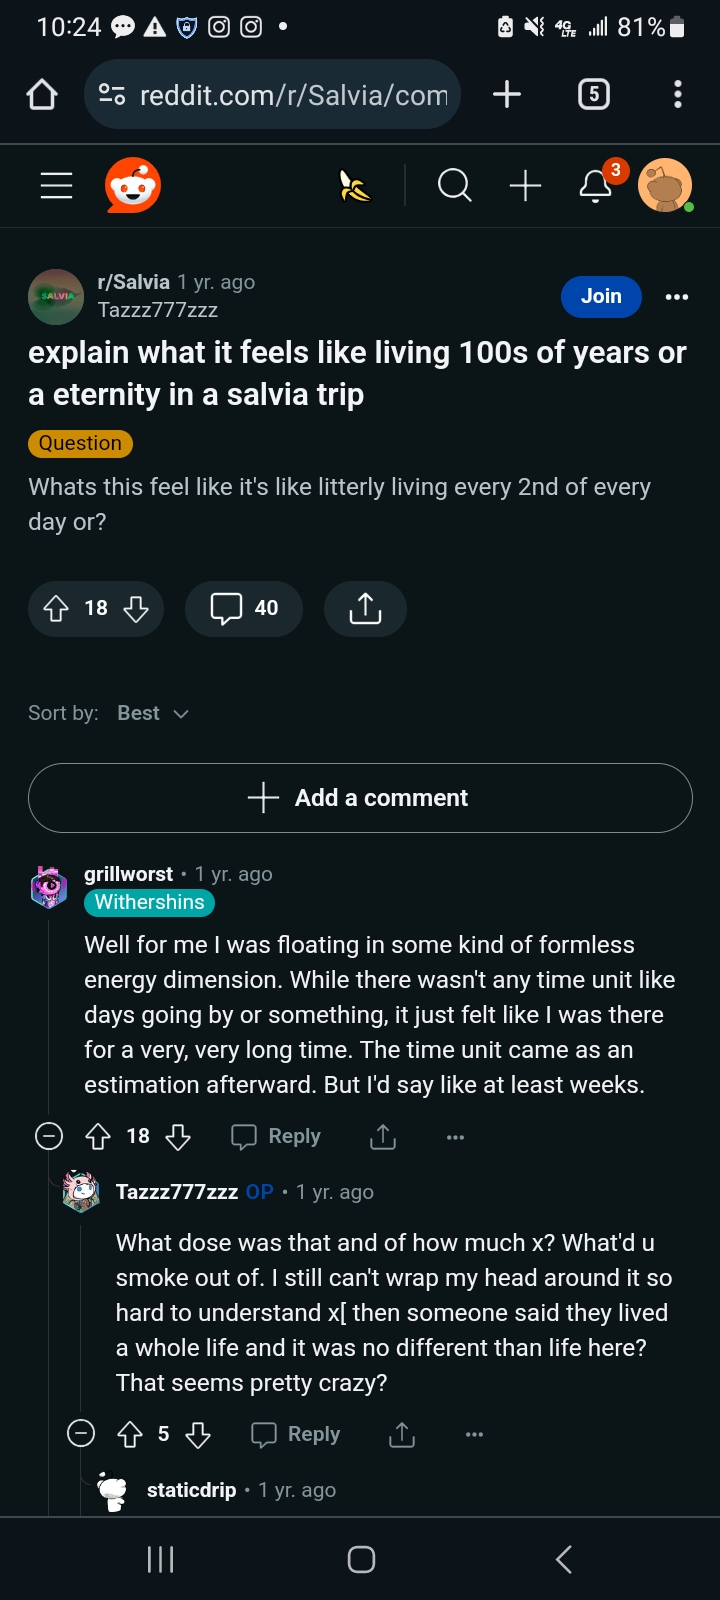 10:24
4G LTE
81%
reddit.com/r/Salvia/com
5
3
SALVIA
r/Salvia 1 yr. ago
Tazzz777zzz
Join
explain what it feels like living 100s of years or
a eternity in a salvia trip
Question
Whats this feel like it's like litterly living every 2nd of every
day or?
18
40
Sort by: Best
Add a comment
grillworst • 1 yr. ago
Withershins
Well for me I was floating in some kind of formless
energy dimension. While there wasn't any time unit like
days going by or something, it just felt like I was there
for a very, very long time. The time unit came as an
estimation afterward. But I'd say like at least weeks.
18 Reply
Tazzz777zzz OP • 1 yr. ago
What dose was that and of how much x? What'd u
smoke out of. I still can't wrap my head around it so
hard to understand x[ then someone said they lived
a whole life and it was no different than life here?
That seems pretty crazy?
5 Reply
staticdrip • 1 yr. ago